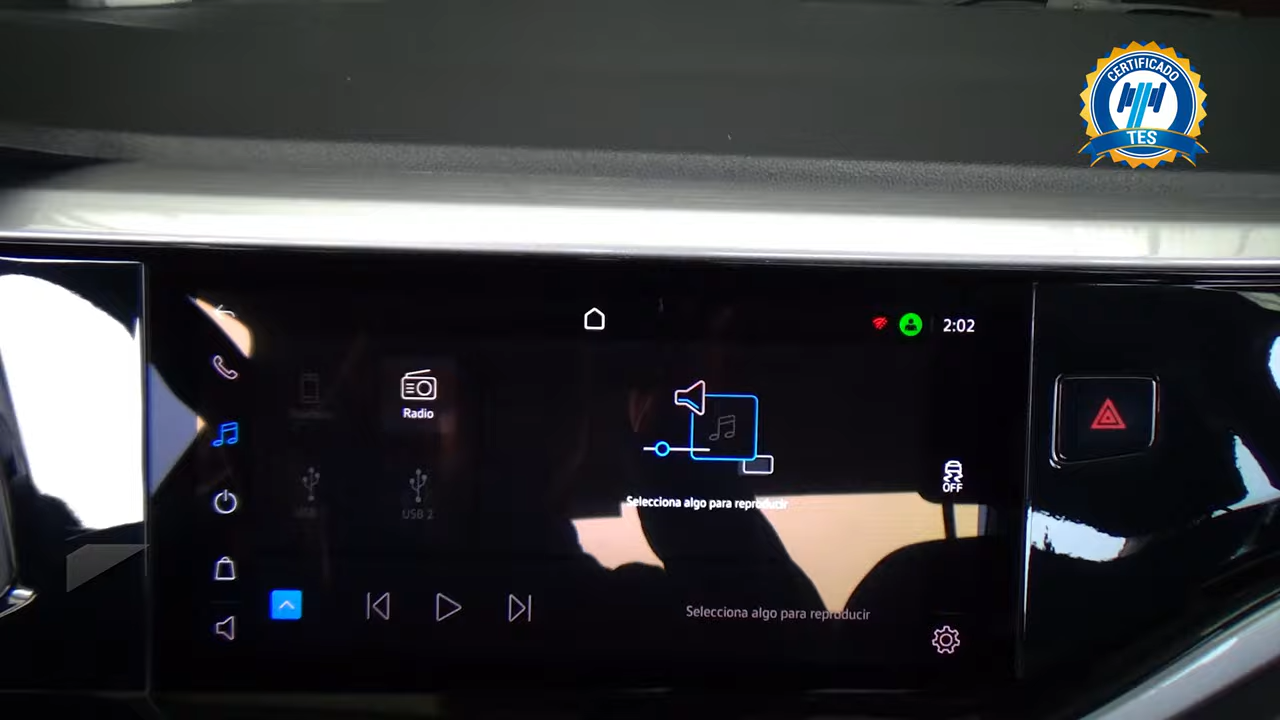 CERTIFICADO
TES
2:02
Radio
USB 2
OFF
Selecciona algo para reproducir
Selecciona algo para reproducir